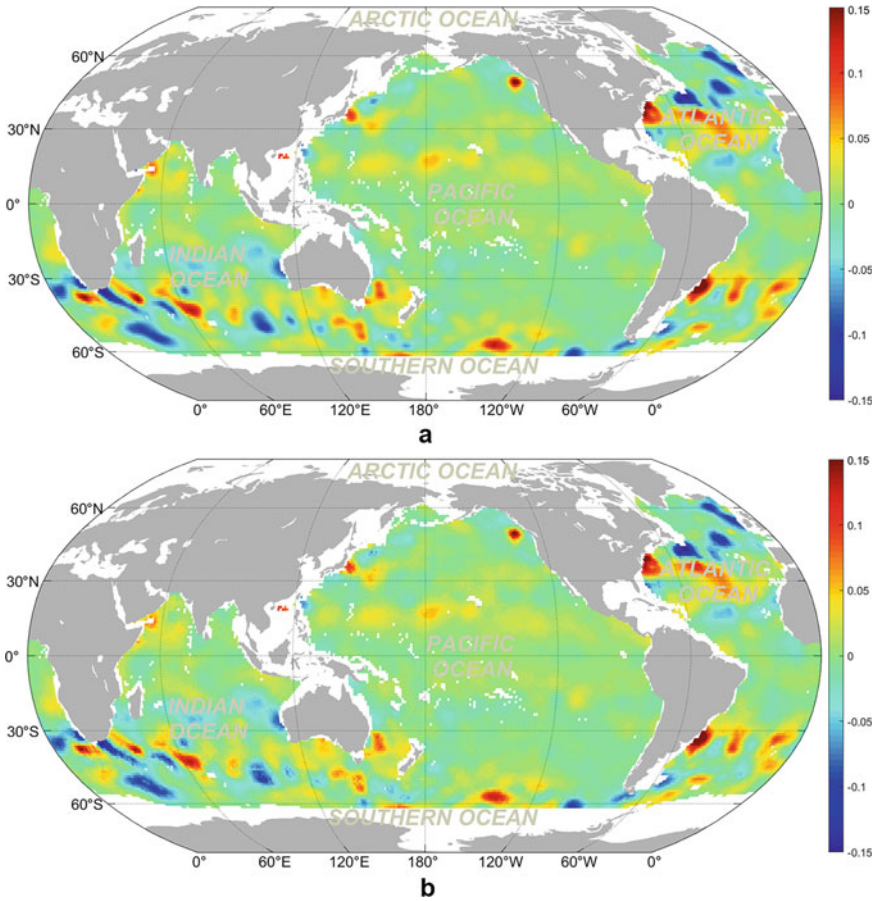 ARCTIC OCEAN
0.15
60°N
0.1
30°N
ATLANTIC
OCEAN
0.05
0°
PACIFIC
OCEAN
0
INDIAN
OCEAN
30°S
-0.05
60°S
SOUTHERN OCEAN
-0.1
0° 60°E 120°E 180° 120°W 60°W 0°
-0.15
a
ARCTIC OCEAN
0.15
60°N
0.1
30°N
ATLANTIC
OCEAN
0.05
0°
PACIFIC
OCEAN
0
INDIAN
OCEAN
30°S
-0.05
60°S
SOUTHERN OCEAN
-0.1
0° 60°E 120°E 180° 120°W 60°W 0°
-0.15
b